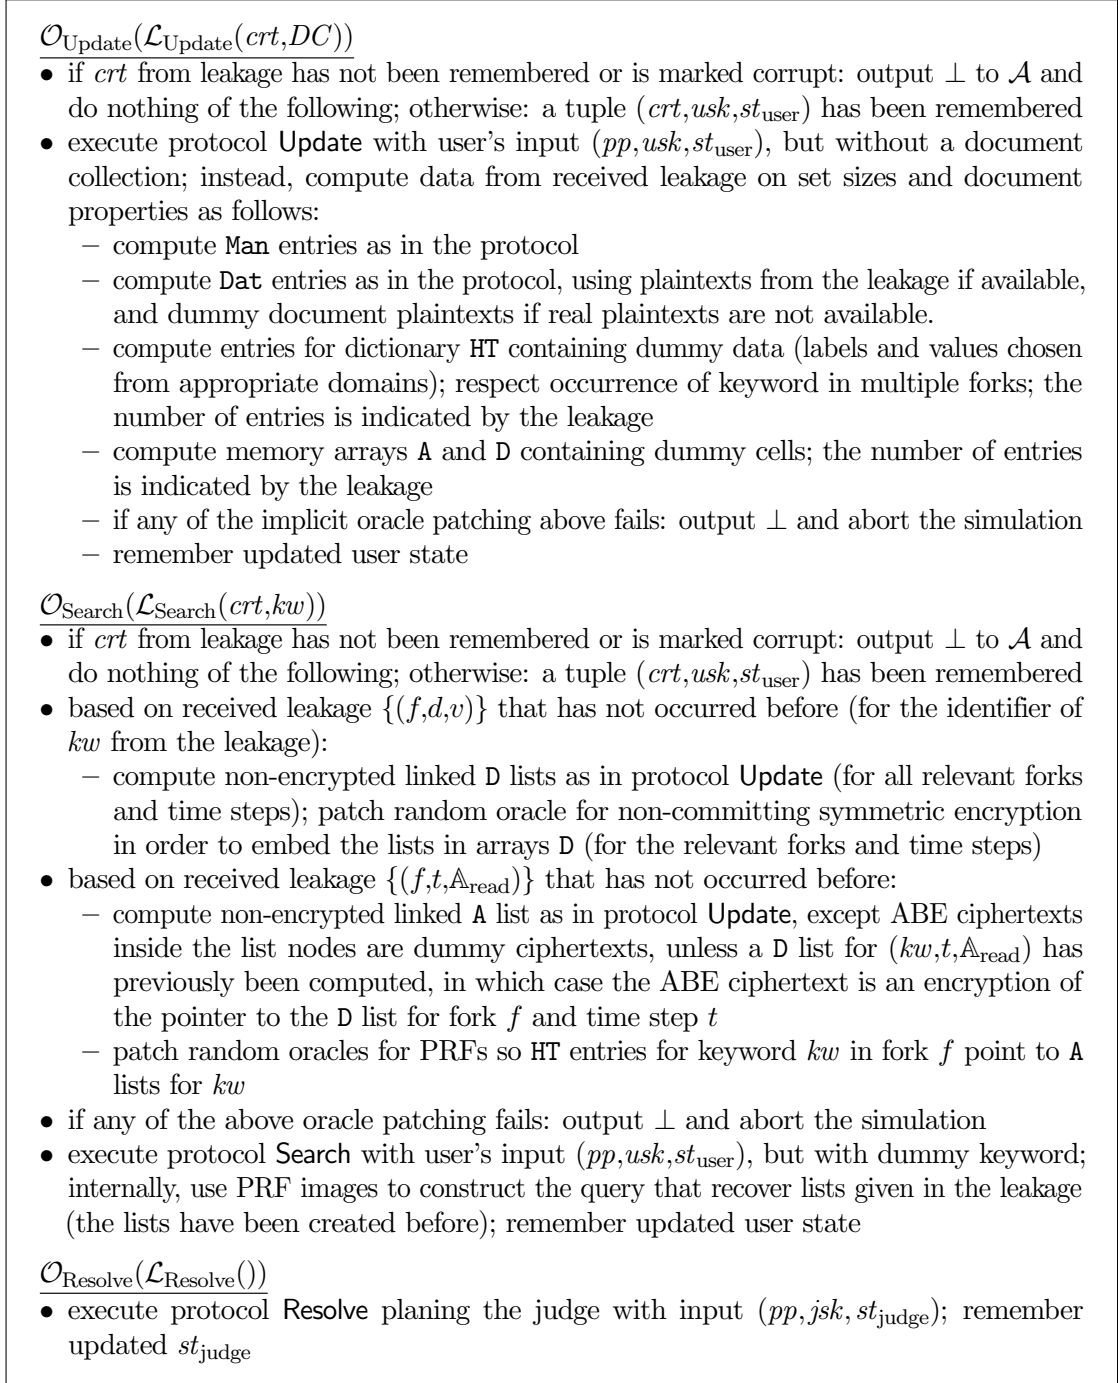 𝒪_Update(ℒ_Update(crt,DC))
• if crt from leakage has not been remembered or is marked corrupt: output ⊥ to 𝒜 and
do nothing of the following; otherwise: a tuple (crt,usk,st_user) has been remembered
• execute protocol Update with user's input (pp,usk,st_user), but without a document
collection; instead, compute data from received leakage on set sizes and document
properties as follows:
– compute Man entries as in the protocol
– compute Dat entries as in the protocol, using plaintexts from the leakage if available,
and dummy document plaintexts if real plaintexts are not available.
– compute entries for dictionary HT containing dummy data (labels and values chosen
from appropriate domains); respect occurrence of keyword in multiple forks; the
number of entries is indicated by the leakage
– compute memory arrays A and D containing dummy cells; the number of entries
is indicated by the leakage
– if any of the implicit oracle patching above fails: output ⊥ and abort the simulation
– remember updated user state
𝒪_Search(ℒ_Search(crt,kw))
• if crt from leakage has not been remembered or is marked corrupt: output ⊥ to 𝒜 and
do nothing of the following; otherwise: a tuple (crt,usk,st_user) has been remembered
• based on received leakage {(f,d,v)} that has not occurred before (for the identifier of
kw from the leakage):
– compute non-encrypted linked D lists as in protocol Update (for all relevant forks
and time steps); patch random oracle for non-committing symmetric encryption
in order to embed the lists in arrays D (for the relevant forks and time steps)
• based on received leakage {(f,t,𝔸_read)} that has not occurred before:
– compute non-encrypted linked A list as in protocol Update, except ABE ciphertexts
inside the list nodes are dummy ciphertexts, unless a D list for (kw,t,𝔸_read) has
previously been computed, in which case the ABE ciphertext is an encryption of
the pointer to the D list for fork f and time step t
– patch random oracles for PRFs so HT entries for keyword kw in fork f point to A
lists for kw
• if any of the above oracle patching fails: output ⊥ and abort the simulation
• execute protocol Search with user's input (pp,usk,st_user), but with dummy keyword;
internally, use PRF images to construct the query that recover lists given in the leakage
(the lists have been created before); remember updated user state
𝒪_Resolve(ℒ_Resolve())
• execute protocol Resolve planing the judge with input (pp,jsk,st_judge); remember
updated st_judge